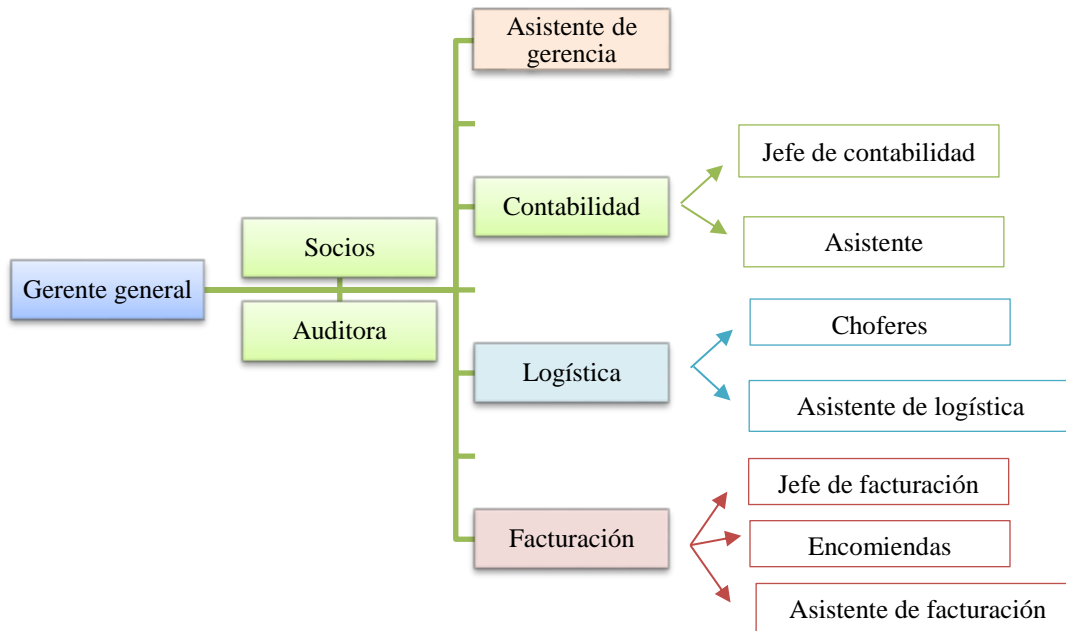 Gerente general
Socios
Auditora
Asistente de
gerencia
Contabilidad
Jefe de contabilidad
Asistente
Logística
Choferes
Asistente de logística
Facturación
Jefe de facturación
Encomiendas
Asistente de facturación